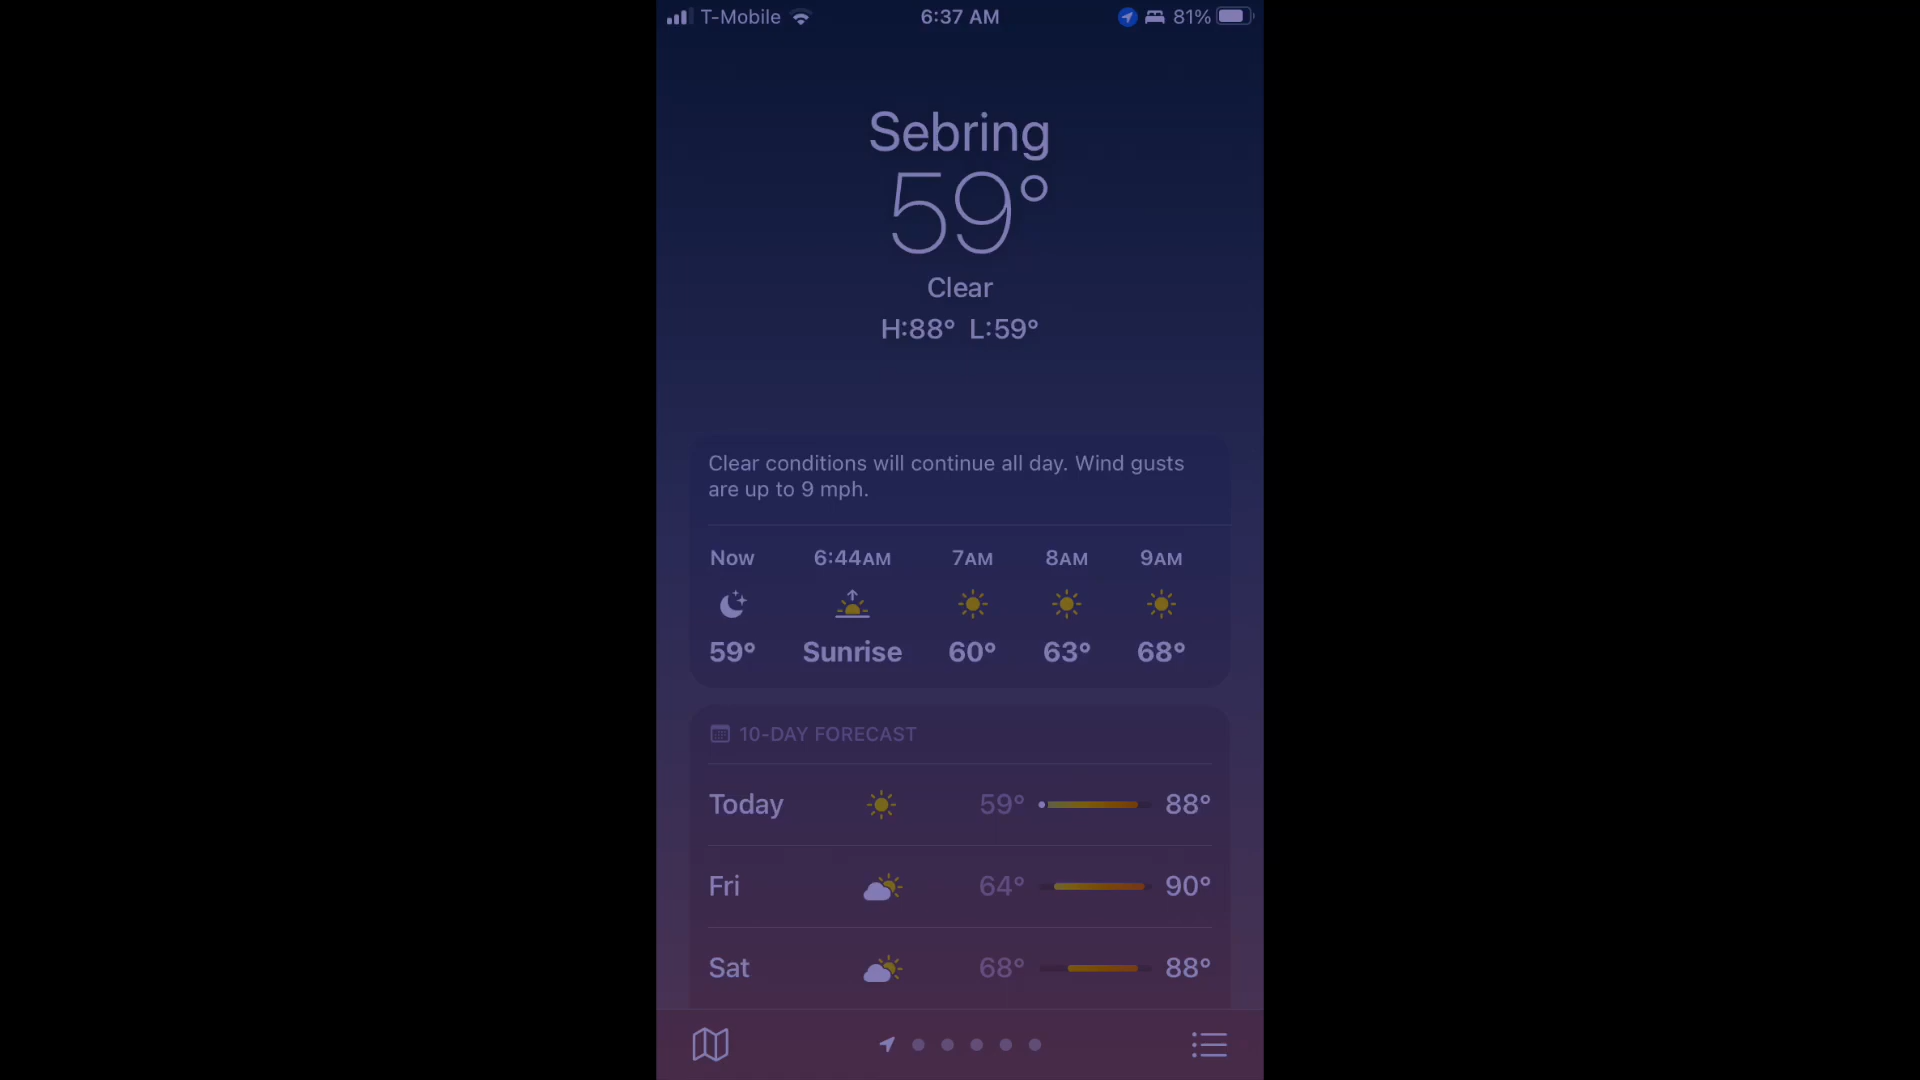 T-Mobile 6:37 AM 81%
Sebring
59°
Clear
H:88° L:59°
Clear conditions will continue all day. Wind gusts
are up to 9 mph.
Now 6:44AM 7AM 8AM 9AM
59° Sunrise 60° 63° 68°
10-DAY FORECAST
Today 59° 88°
Fri 64° 90°
Sat 68° 88°